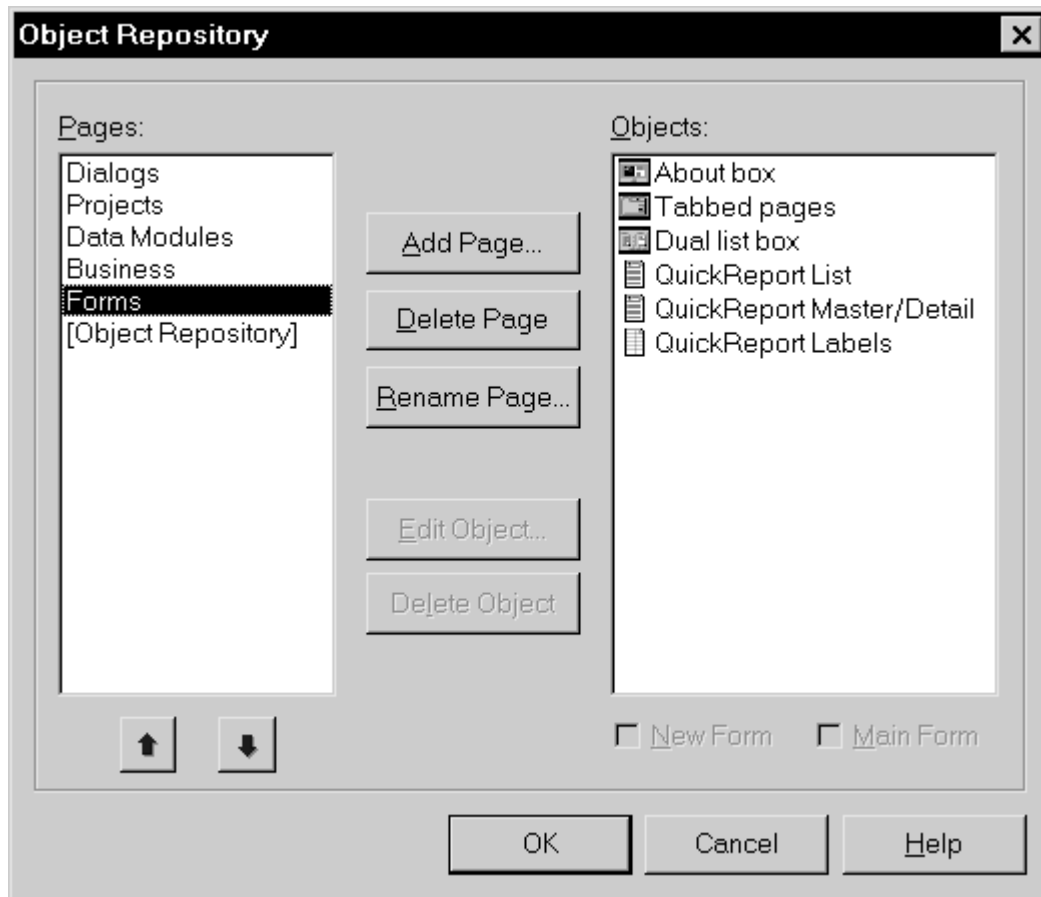 Object Repository
Pages:
Dialogs
Projects
Data Modules
Business
Forms
[Object Repository]
Add Page...
Delete Page
Rename Page...
Edit Object...
Delete Object
Objects:
About box
Tabbed pages
Dual list box
QuickReport List
QuickReport Master/Detail
QuickReport Labels
New Form
Main Form
OK
Cancel
Help